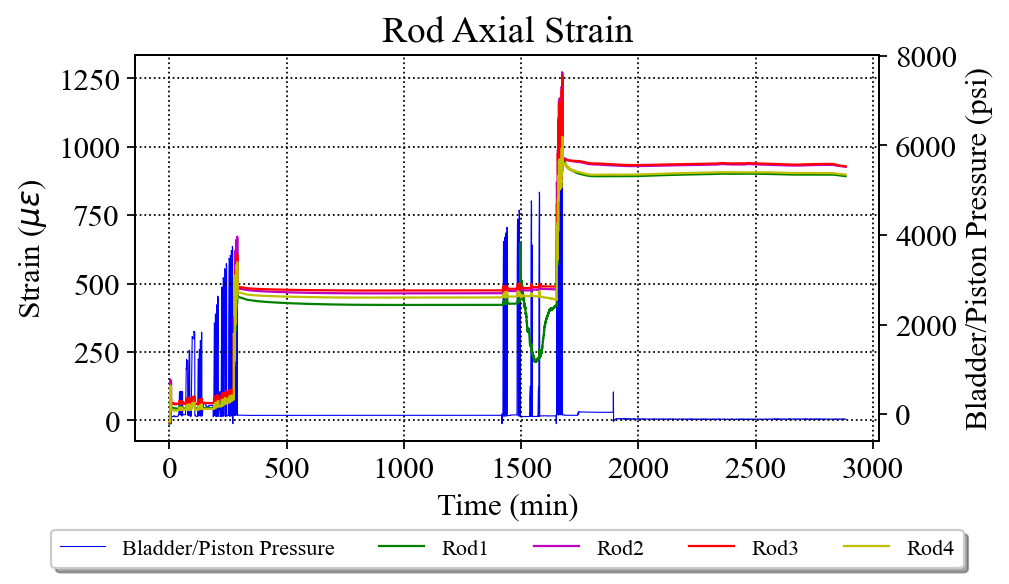 Rod Axial Strain
1250
1000
750
500
250
0
Strain (με)
8000
6000
4000
2000
0
Bladder/Piston Pressure (psi)
0 500 1000 1500 2000 2500 3000
Time (min)
Bladder/Piston Pressure Rod1 Rod2 Rod3 Rod4